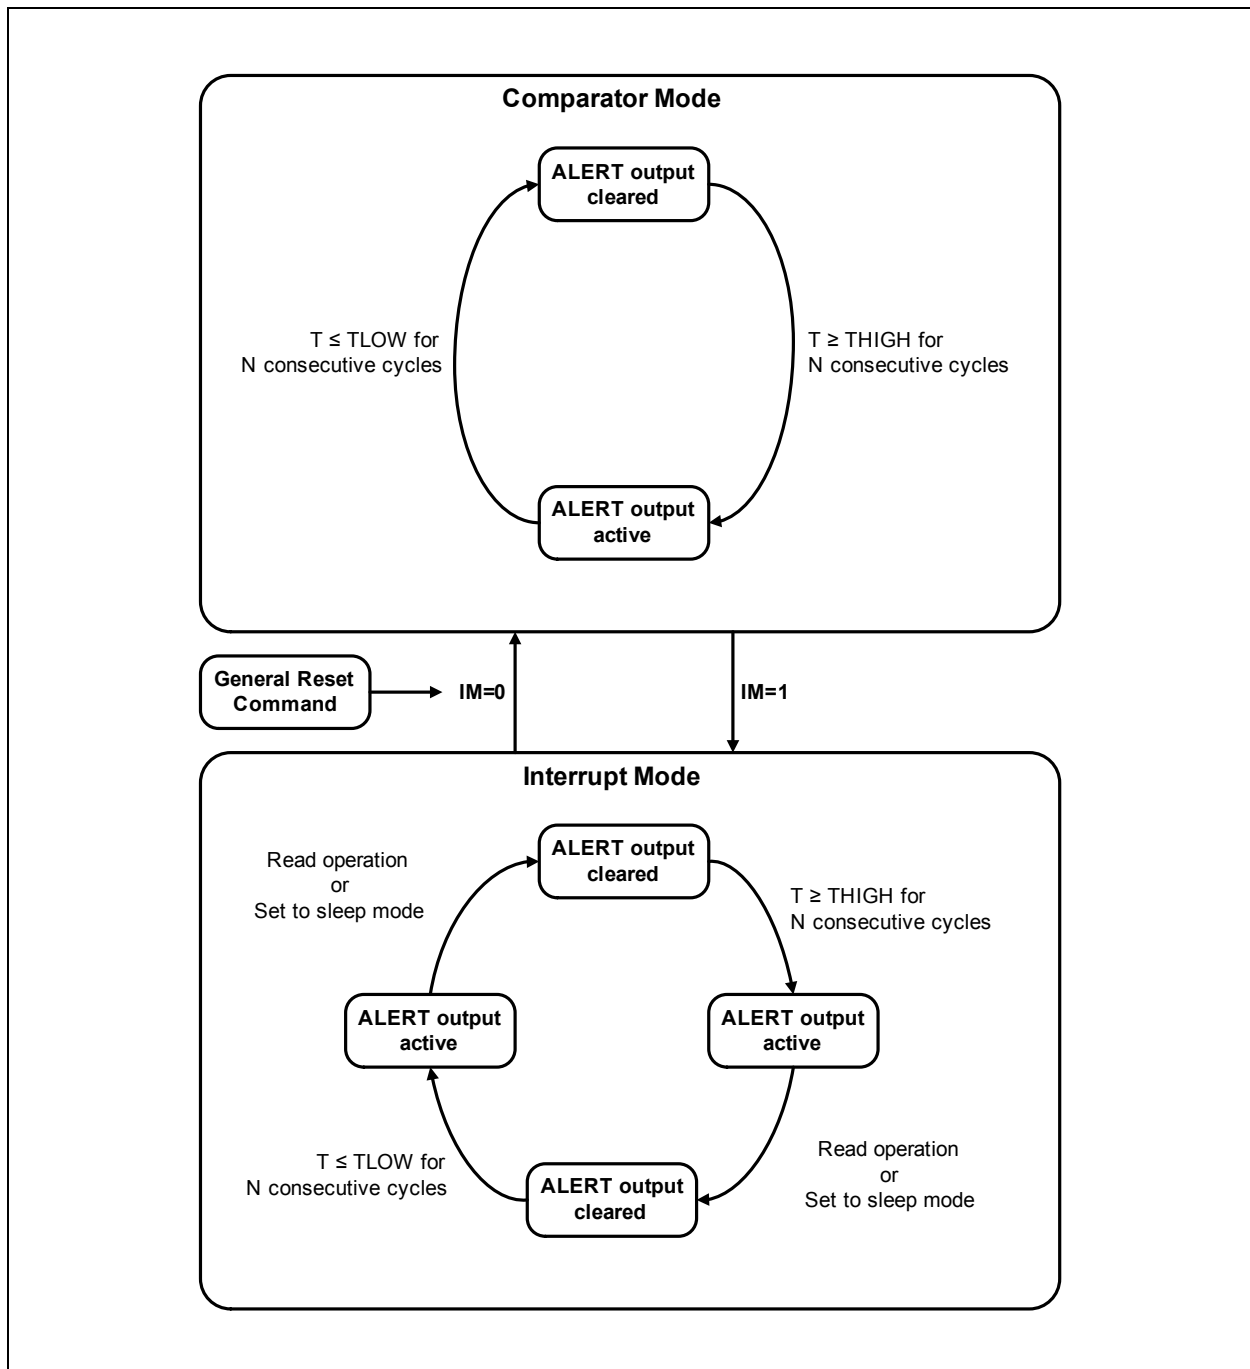 Comparator Mode
ALERT output
cleared
T ≤ TLOW for
N consecutive cycles
T ≥ THIGH for
N consecutive cycles
ALERT output
active
General Reset
Command
IM=0
IM=1
Interrupt Mode
ALERT output
cleared
Read operation
or
Set to sleep mode
T ≥ THIGH for
N consecutive cycles
ALERT output
active
ALERT output
active
T ≤ TLOW for
N consecutive cycles
ALERT output
cleared
Read operation
or
Set to sleep mode